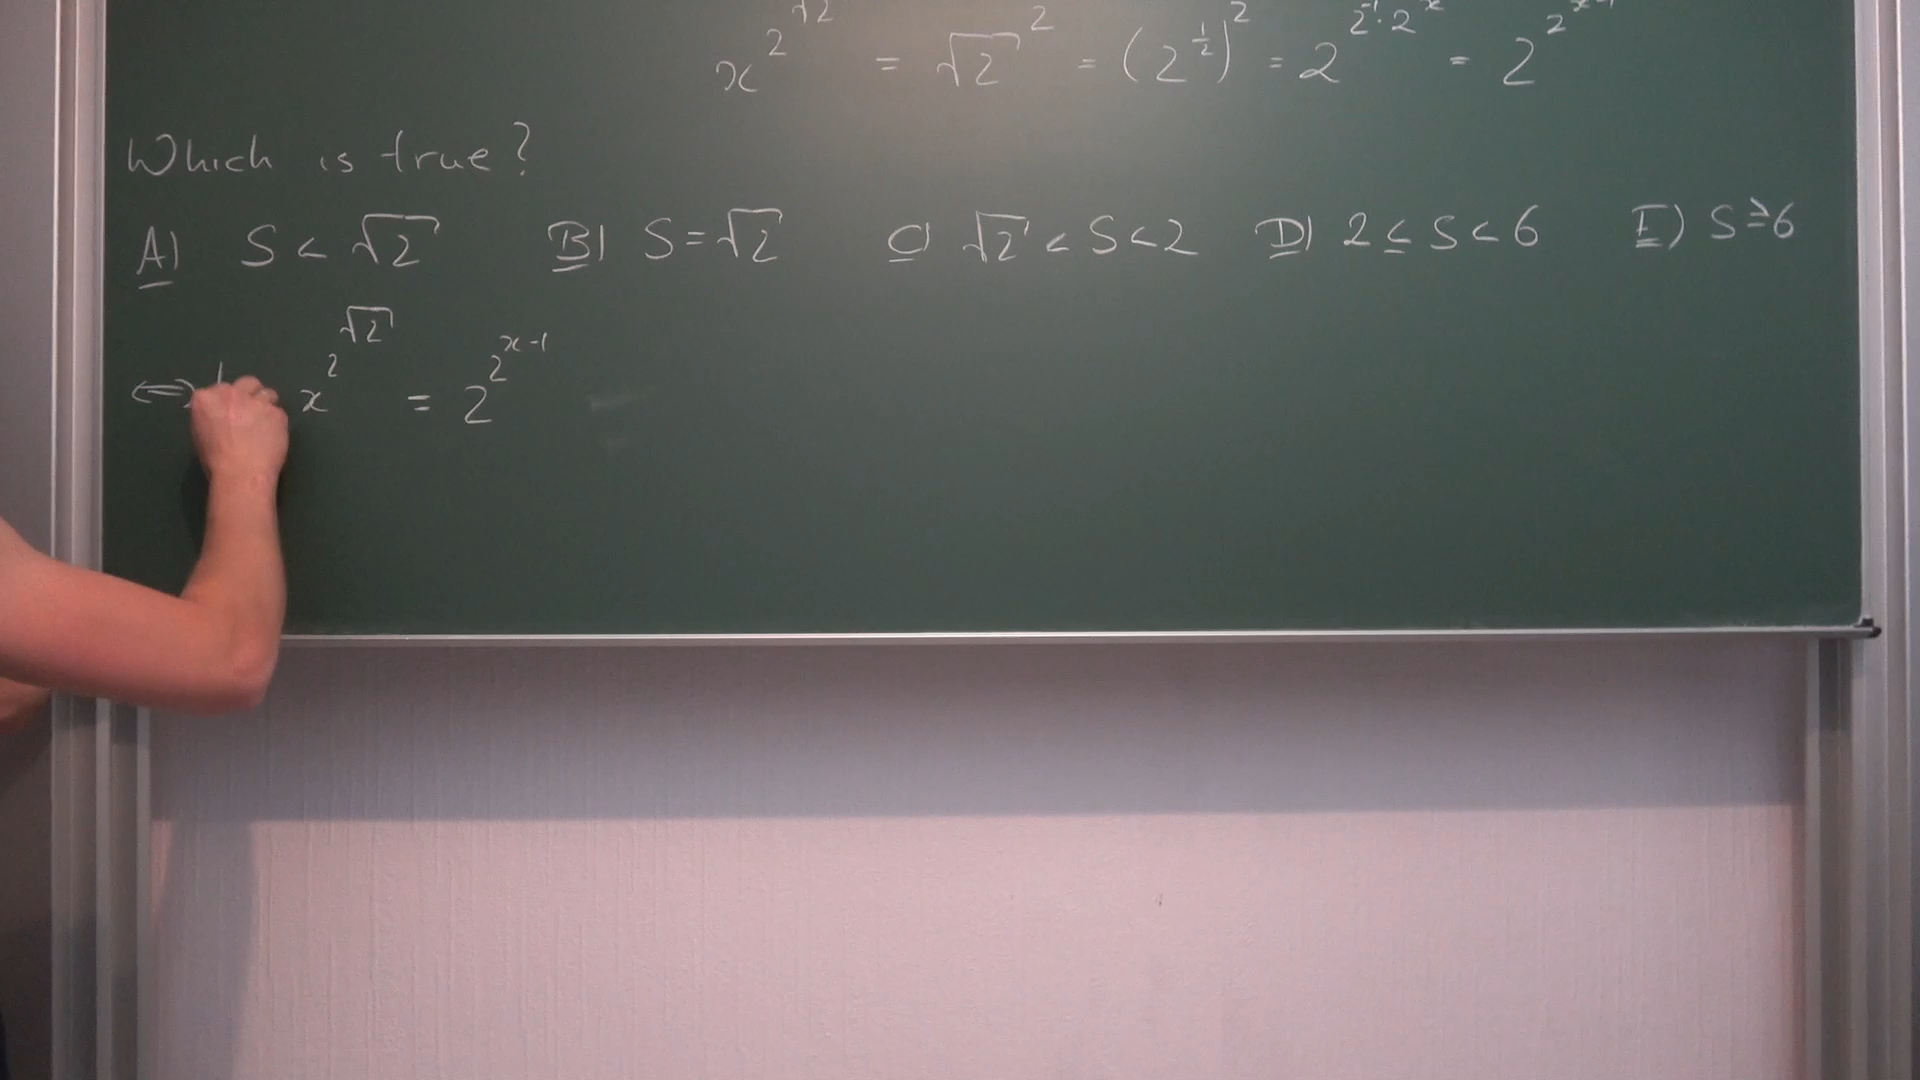 x^{2^{√2}} = √2^{2} = (2^{1/2})^{2} = 2^{2^{-1}·2^{x}} = 2^{2^{x-1}}
Which is true?
A) S < √2 B) S = √2 C) √2 < S < 2 D) 2 ≤ S < 6 E) S ≥ 6
⟺ x^{2^{√2}} = 2^{2^{x-1}}